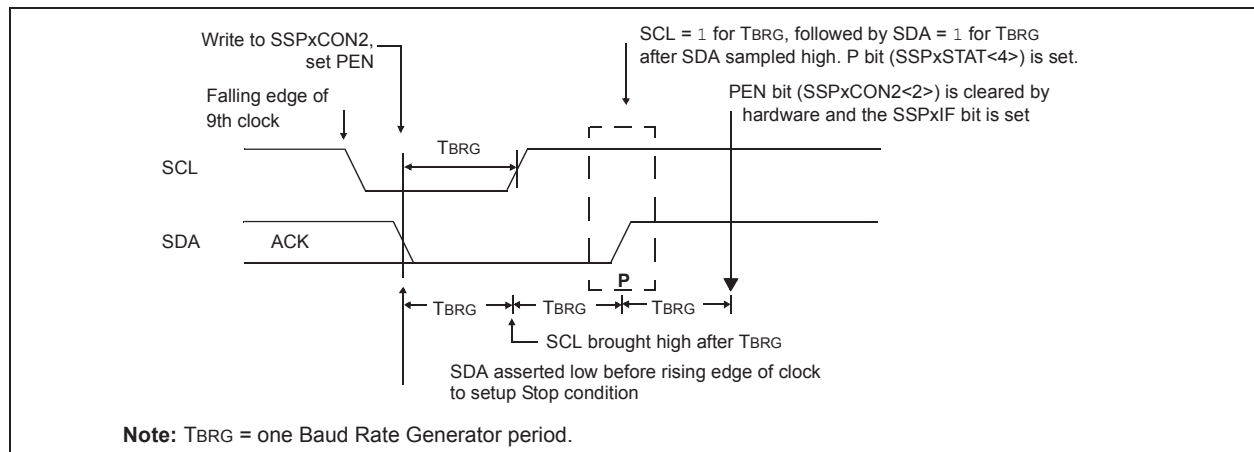 Write to SSPxCON2,
set PEN
SCL = 1 for TBRG, followed by SDA = 1 for TBRG
after SDA sampled high. P bit (SSPxSTAT<4>) is set.
PEN bit (SSPxCON2<2>) is cleared by
hardware and the SSPxIF bit is set
Falling edge of
9th clock
TBRG
SCL
SDA
ACK
P
TBRG
TBRG
TBRG
SCL brought high after TBRG
SDA asserted low before rising edge of clock
to setup Stop condition
Note: TBRG = one Baud Rate Generator period.